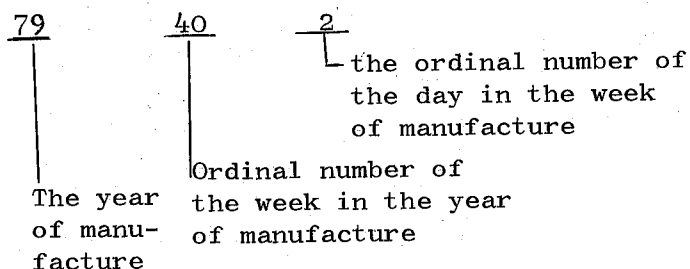 79 40 2
the ordinal number of
the day in the week
of manufacture
Ordinal number of
the week in the year
of manufacture
The year
of manu-
facture